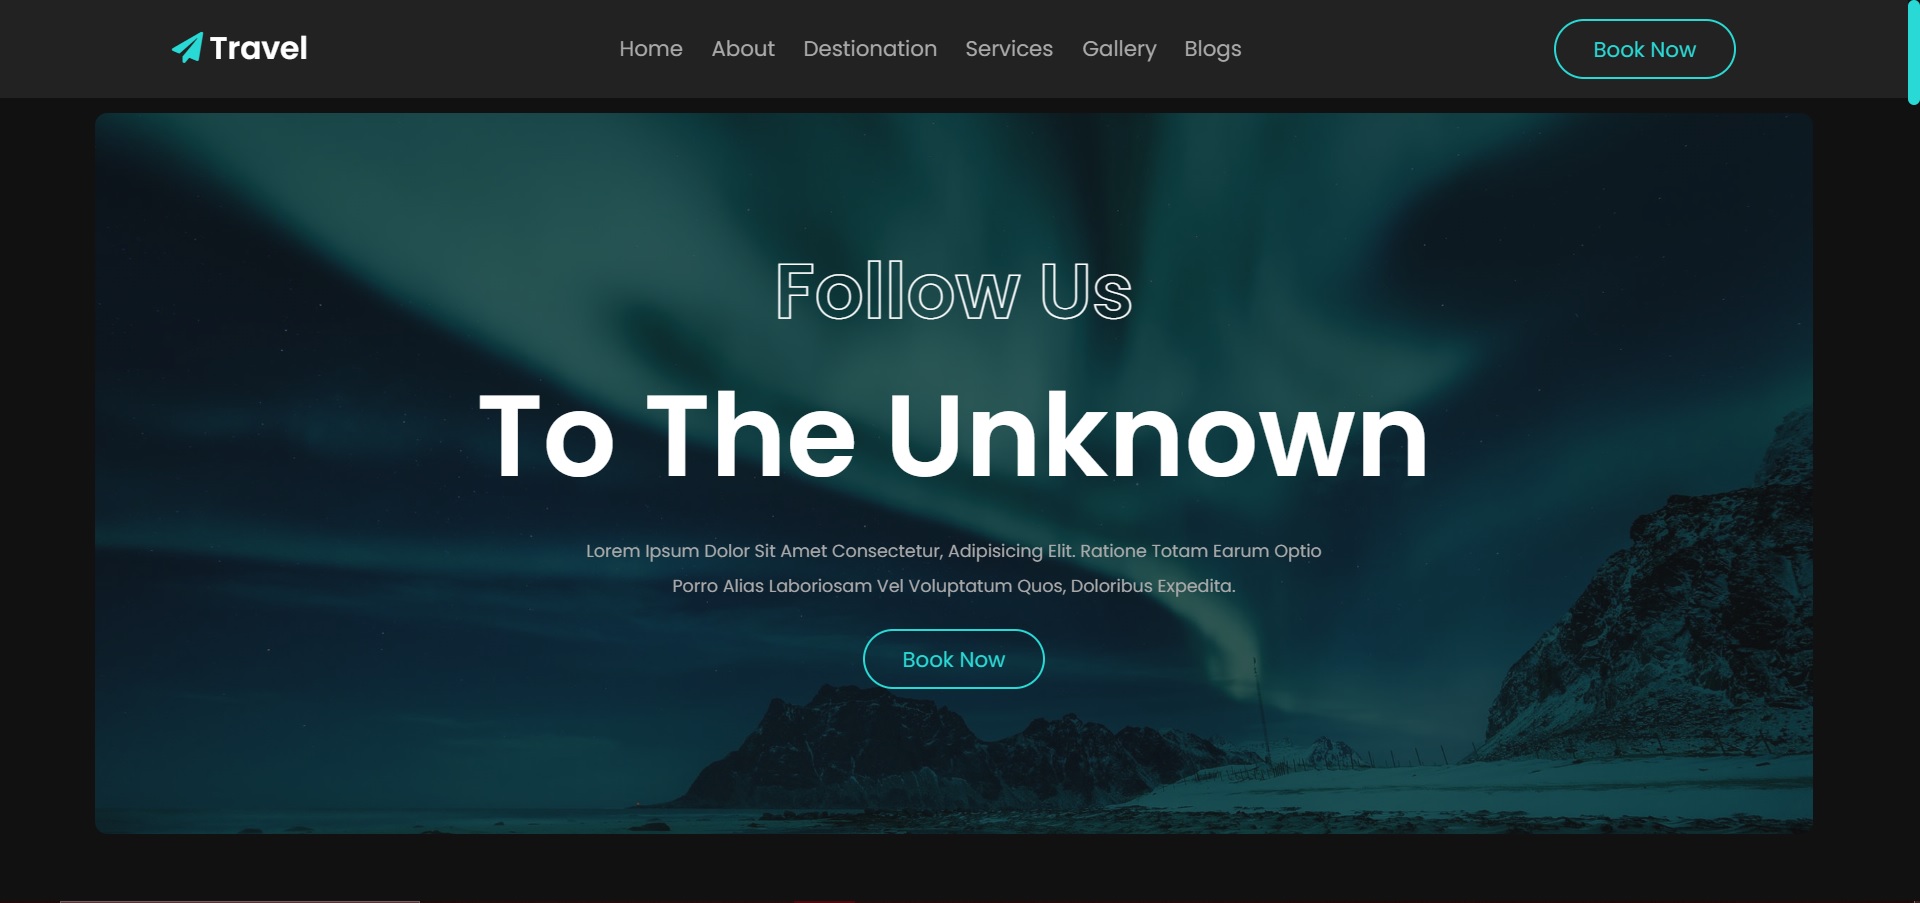 Travel
Home About Destionation Services Gallery Blogs
Book Now
Follow Us
To The Unknown
Lorem Ipsum Dolor Sit Amet Consectetur, Adipisicing Elit. Ratione Totam Earum Optio
Porro Alias Laboriosam Vel Voluptatum Quos, Doloribus Expedita.
Book Now